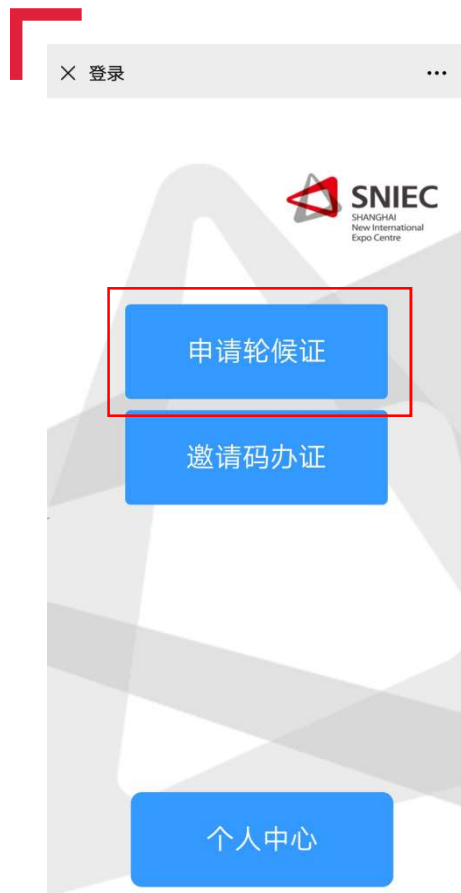 登录
SNIEC
SHANGHAI
New International
Expo Centre
申请轮候证
邀请码办证
个人中心